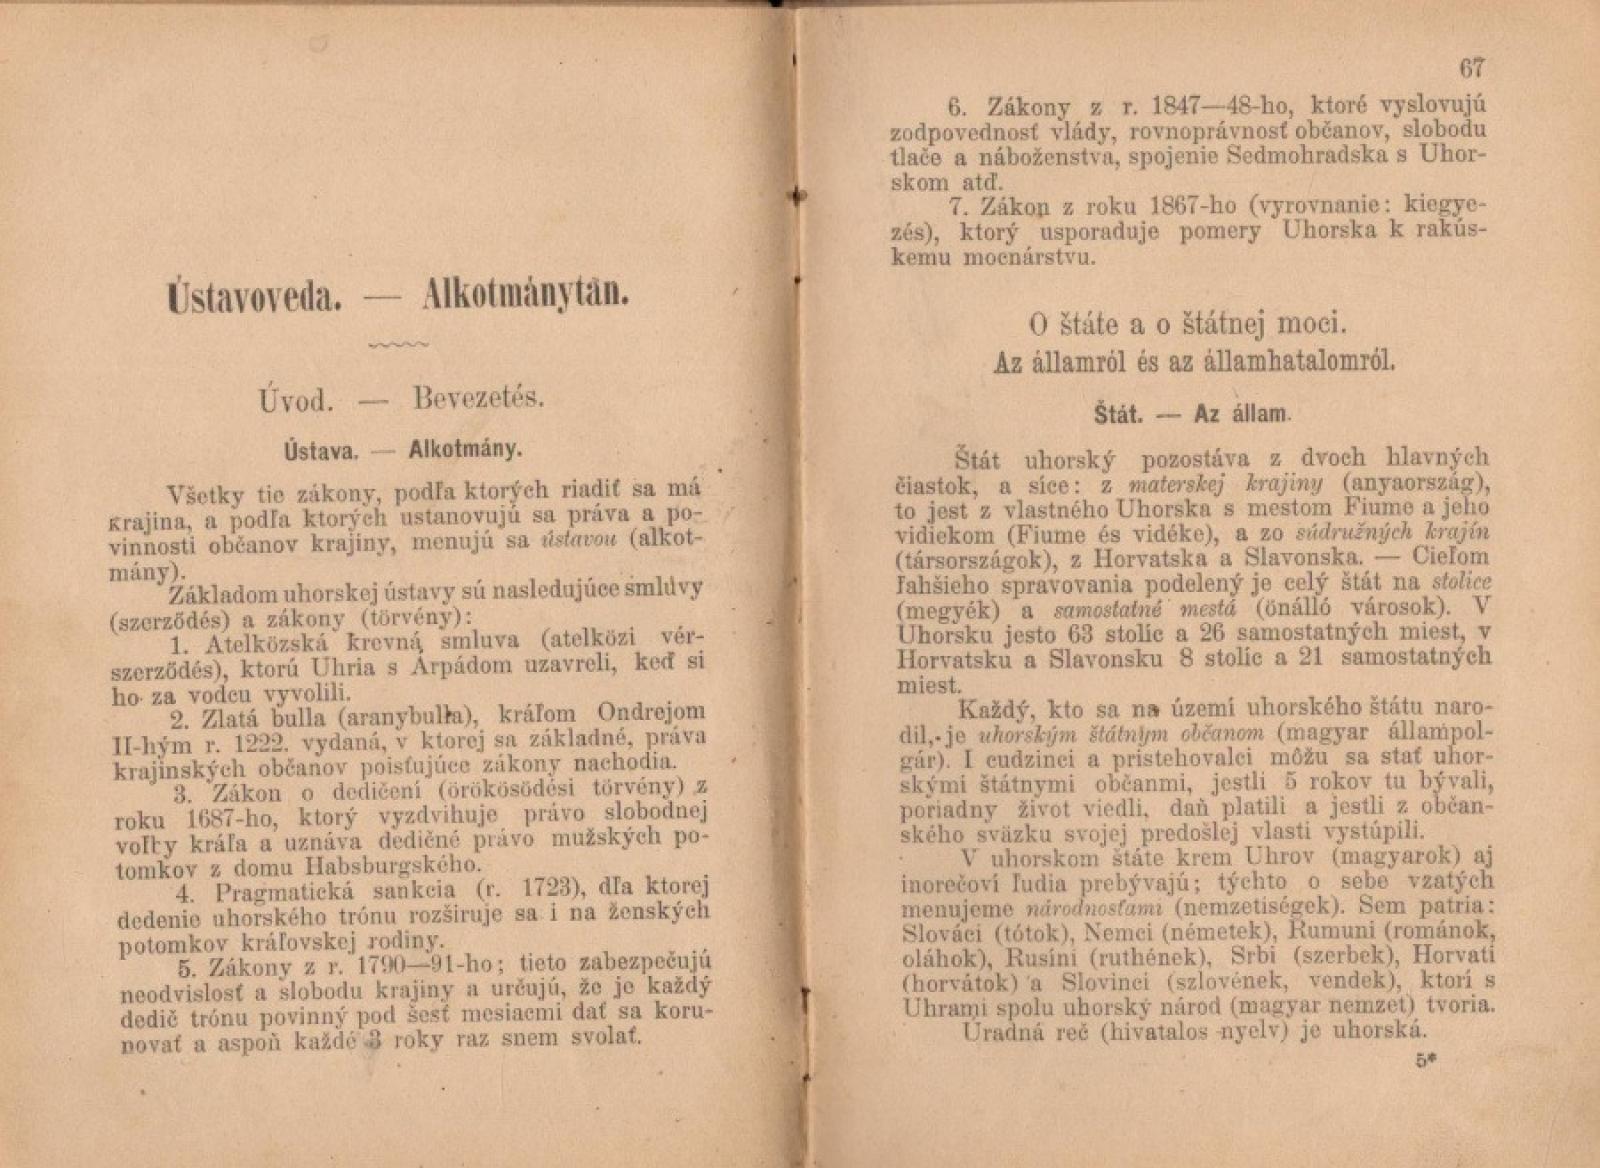 Ústavoveda. — Alkotmánytan.
Úvod. — Bevezetés.
Ústava. — Alkotmány.
Všetky tie zákony, podľa ktorých riadiť sa má
krajina, a podľa ktorých ustanovujú sa práva a po-
vinnosti občanov krajiny, menujú sa ústavou (alkot-
mány).
Základom uhorskej ústavy sú nasledujúce smluvy
(szerződés) a zákony (törvény):
1. Atelközská krevná smluva (atelközi vér-
szerződés), ktorú Uhria s Arpádom uzavreli, keď si
ho za vodcu vyvolili.
2. Zlatá bulla (aranybulla), kráľom Ondrejom
II-hým r. 1222. vydaná, v ktorej sa základné, práva
krajinských občanov poisťujúce zákony nachodia.
3. Zákon o dedičení (örökösödési törvény) z
roku 1687-ho, ktorý vyzdvihuje právo slobodnej
voľby kráľa a uznáva dedičné právo mužských po-
tomkov z domu Habsburgského.
4. Pragmatická sankcia (r. 1723), dľa ktorej
dedenie uhorského trónu rozširuje sa i na ženských
potomkov kráľovskej rodiny.
5. Zákony z r. 1790—91-ho; tieto zabezpečujú
neodvislosť a slobodu krajiny a určujú, že je každý
dedič trónu povinný pod šesť mesiacmi dať sa koru-
novať a aspoň každé 3 roky raz snem svolať.
67
6. Zákony z r. 1847—48-ho, ktoré vyslovujú
zodpovednosť vlády, rovnoprávnosť občanov, slobodu
tlače a náboženstva, spojenie Sedmohradska s Uhor-
skom atď.
7. Zákon z roku 1867-ho (vyrovnanie: kiegye-
zés), ktorý usporaduje pomery Uhorska k rakús-
kemu mocnárstvu.
O štáte a o štátnej moci.
Az államról és az államhatalomról.
Štát. — Az állam.
Štát uhorský pozostáva z dvoch hlavných
čiastok, a síce: z materskej krajiny (anyaország),
to jest z vlastného Uhorska s mestom Fiume a jeho
vidiekom (Fiume és vidéke), a zo súdružných krajín
(társországok), z Horvatska a Slavonska. — Cieľom
ľahšieho spravovania podelený je celý štát na stolice
(megyék) a samostatné mestá (önálló városok). V
Uhorsku jesto 63 stolíc a 26 samostatných miest, v
Horvatsku a Slavonsku 8 stolíc a 21 samostatných
miest.
Každý, kto sa na území uhorského štátu naro-
dil, je uhorským štátnym občanom (magyar állampol-
gár). I cudzinci a pristehovalci môžu sa stať uhor-
skými štátnymi občanmi, jestli 5 rokov tu bývali,
poriadny život viedli, daň platili a jestli z občan-
ského sväzku svojej predošlej vlasti vystúpili.
V uhorskom štáte krem Uhrov (magyarok) aj
inorečoví ľudia prebývajú; týchto o sebe vzatých
menujeme národnosťami (nemzetiségek). Sem patria:
Slováci (tótok), Nemci (németek), Rumuni (románok,
oláhok), Rusíni (ruthének), Srbi (szerbek), Horvati
(horvátok) a Slovinci (szlovének, vendek), ktorí s
Uhrami spolu uhorský národ (magyar nemzet) tvoria.
Úradná reč (hivatalos nyelv) je uhorská.
5*